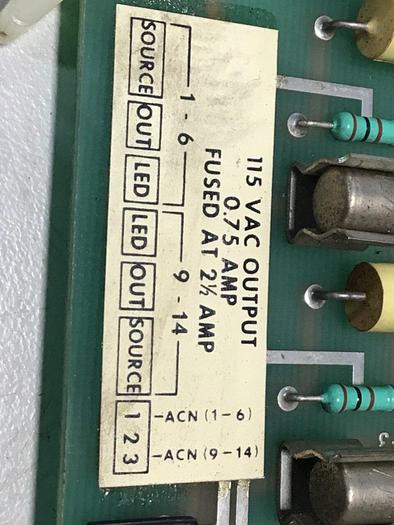 115 VAC OUTPUT
0.75 AMP
FUSED AT 2½ AMP
1 - 6
9 - 14
SOURCE OUT LED LED OUT SOURCE
1 -ACN (1-6)
2
3 -ACN (9-14)